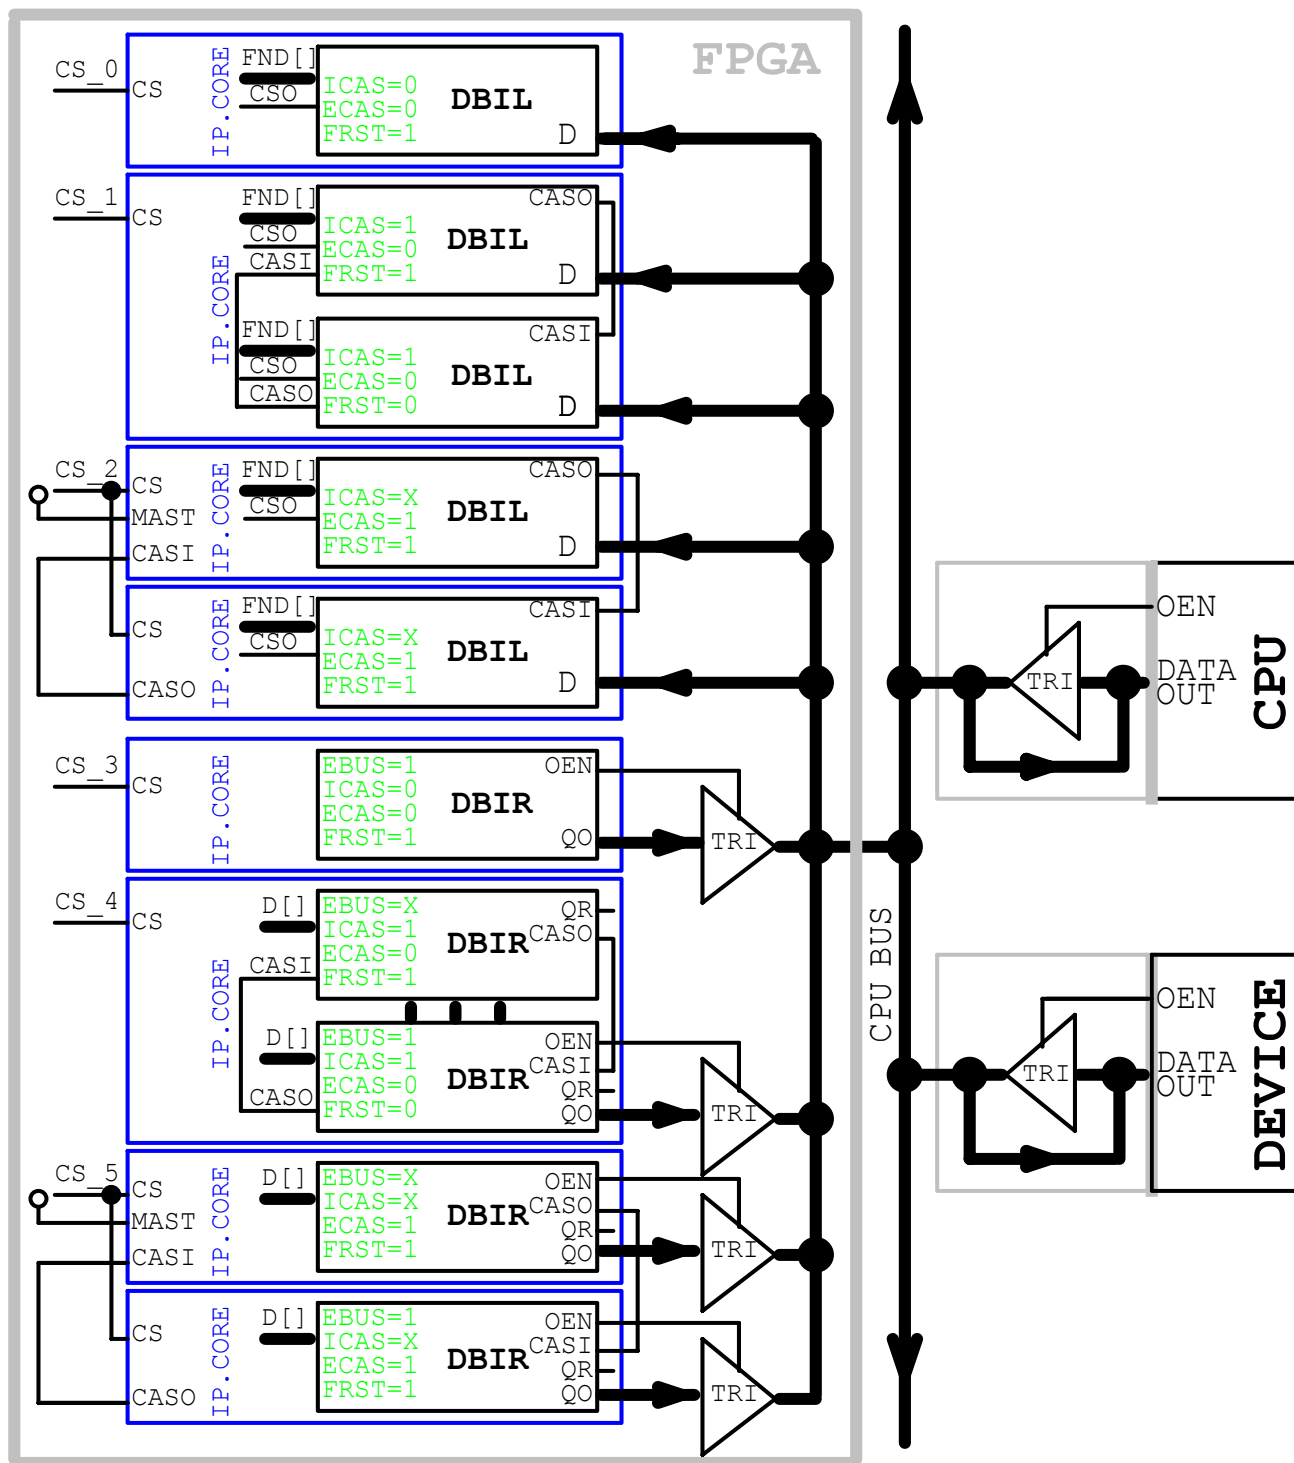 FPGA
CS_0
CS
IP.CORE
FND[]
CSO
ICAS=0
ECAS=0
FRST=1
DBIL
D
CS_1
CS
IP.CORE
FND[]
CSO
CASI
ICAS=1
ECAS=0
FRST=1
DBIL
CASO
D
FND[]
CSO
CASO
ICAS=1
ECAS=0
FRST=0
DBIL
CASI
D
CS_2
CS
MAST
CASI
IP.CORE
FND[]
CSO
ICAS=X
ECAS=1
FRST=1
DBIL
CASO
D
CS
CASO
IP.CORE
FND[]
CSO
ICAS=X
ECAS=1
FRST=1
DBIL
CASI
D
CS_3
CS
IP.CORE
EBUS=1
ICAS=0
ECAS=0
FRST=1
DBIR
OEN
QO
TRI
CS_4
CS
IP.CORE
D[]
CASI
EBUS=X
ICAS=1
ECAS=0
FRST=1
DBIR
QR
CASO
D[]
CASO
EBUS=1
ICAS=1
ECAS=0
FRST=0
DBIR
OEN
CASI
QR
QO
TRI
CS_5
CS
MAST
CASI
IP.CORE
D[]
EBUS=X
ICAS=X
ECAS=1
FRST=1
DBIR
OEN
CASO
QR
QO
TRI
CS
CASO
IP.CORE
D[]
EBUS=1
ICAS=X
ECAS=1
FRST=1
DBIR
OEN
CASI
QR
QO
TRI
CPU BUS
TRI
OEN
DATA
OUT
CPU
TRI
OEN
DATA
OUT
DEVICE